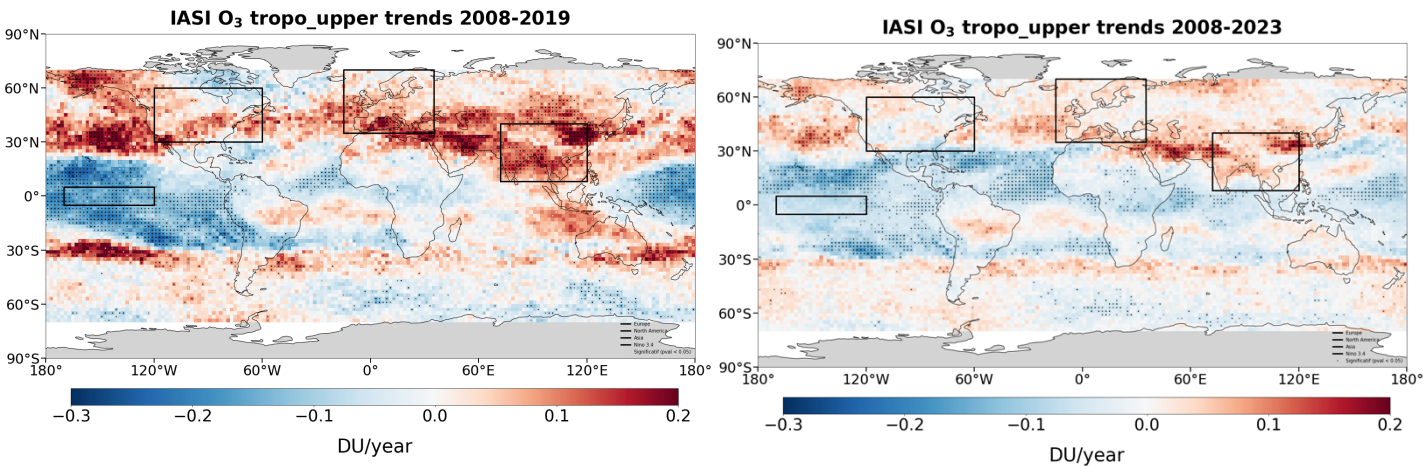 IASI O₃ tropo_upper trends 2008-2019
90°N
60°N
30°N
0°
30°S
60°S
90°S
180°
120°W
60°W
0°
60°E
120°E
180°
Europe
North America
Asia
Nino 3.4
Significatif (pval < 0.05)
−0.3
−0.2
−0.1
0.0
0.1
0.2
DU/year
IASI O₃ tropo_upper trends 2008-2023
90°N
60°N
30°N
0°
30°S
60°S
90°S
180°
120°W
60°W
0°
60°E
120°E
180°
Europe
North America
Asia
Nino 3.4
Significatif (pval < 0.05)
−0.3
−0.2
−0.1
0.0
0.1
0.2
DU/year